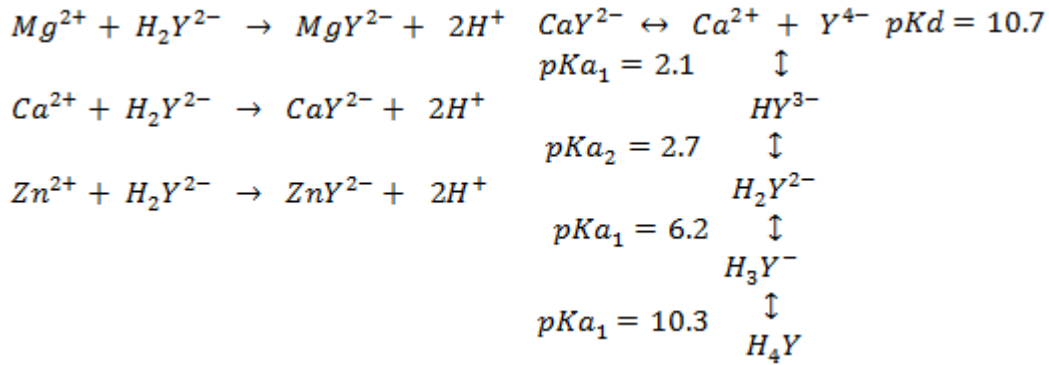 Mg²⁺ + H₂Y²⁻ → MgY²⁻ + 2H⁺ CaY²⁻ ↔ Ca²⁺ + Y⁴⁻ pKd = 10.7
pKa₁ = 2.1 ↕
Ca²⁺ + H₂Y²⁻ → CaY²⁻ + 2H⁺ HY³⁻
pKa₂ = 2.7 ↕
Zn²⁺ + H₂Y²⁻ → ZnY²⁻ + 2H⁺ H₂Y²⁻
pKa₁ = 6.2 ↕
H₃Y⁻
pKa₁ = 10.3 ↕
H₄Y